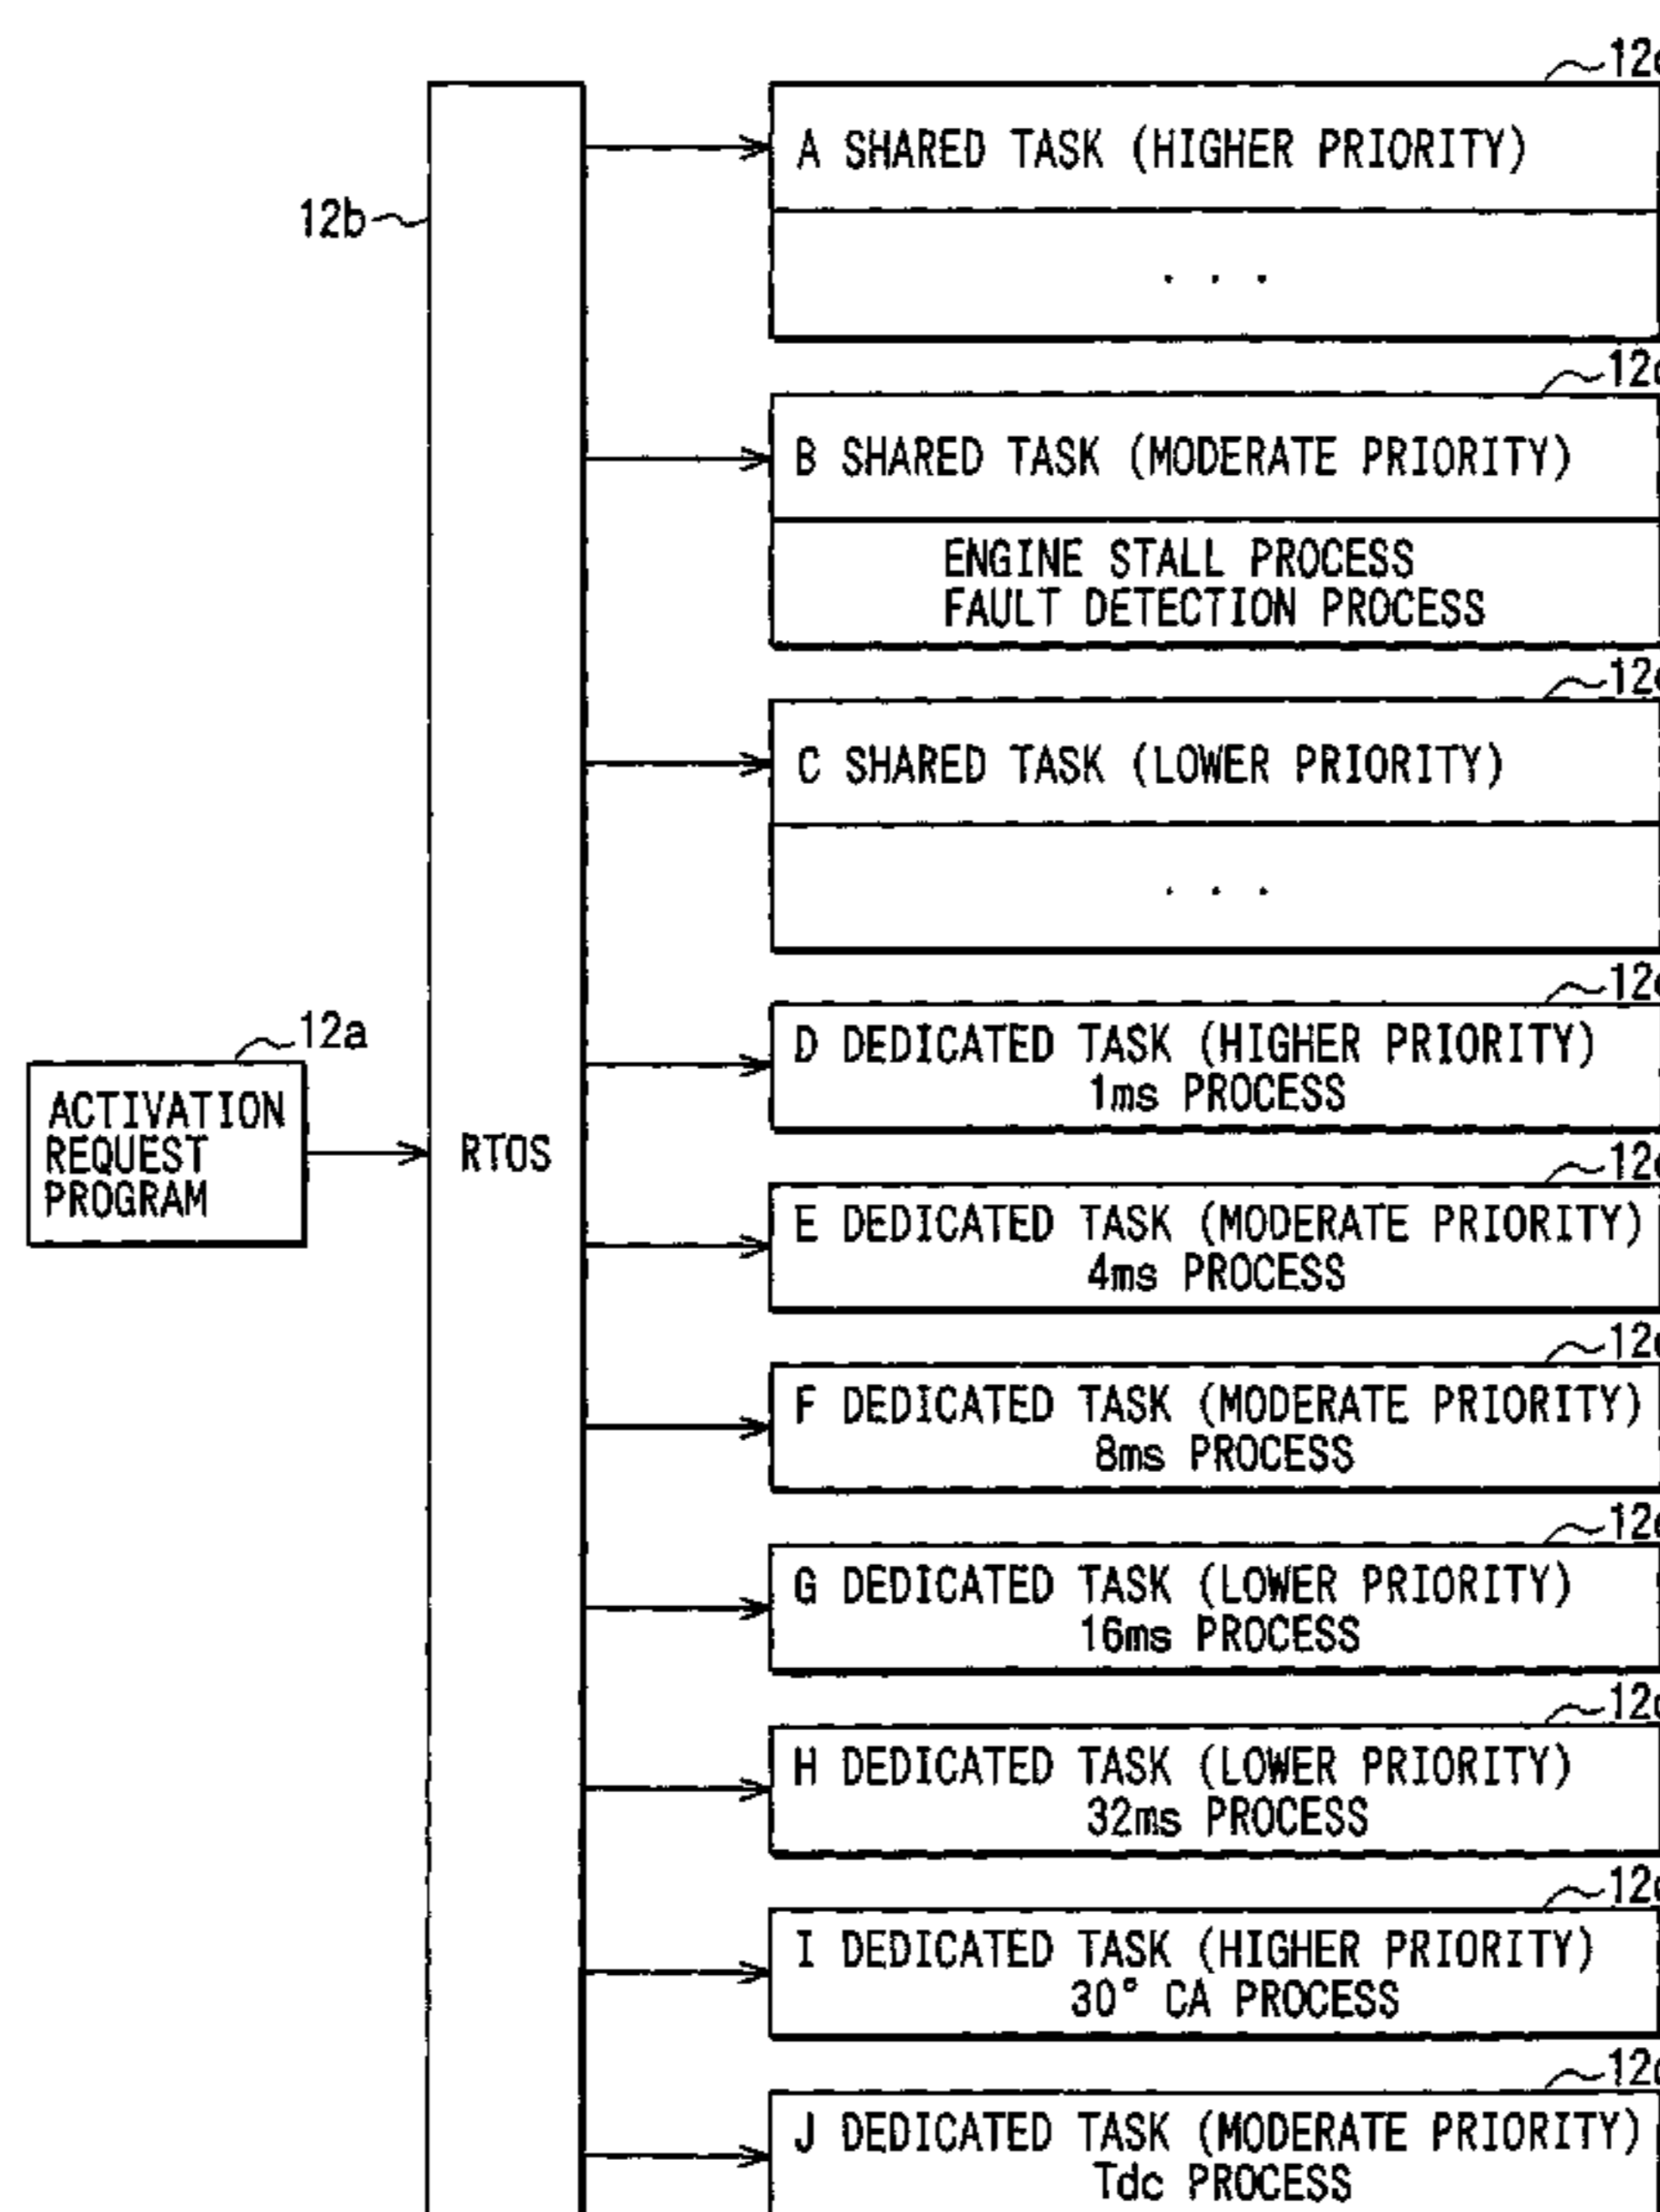 12b
A SHARED TASK (HIGHER PRIORITY)
. . .
B SHARED TASK (MODERATE PRIORITY)
ENGINE STALL PROCESS
FAULT DETECTION PROCESS
C SHARED TASK (LOWER PRIORITY)
. . .
12a
ACTIVATION
REQUEST
PROGRAM
RTOS
D DEDICATED TASK (HIGHER PRIORITY)
1ms PROCESS
E DEDICATED TASK (MODERATE PRIORITY)
4ms PROCESS
F DEDICATED TASK (MODERATE PRIORITY)
8ms PROCESS
G DEDICATED TASK (LOWER PRIORITY)
16ms PROCESS
H DEDICATED TASK (LOWER PRIORITY)
32ms PROCESS
I DEDICATED TASK (HIGHER PRIORITY)
30° CA PROCESS
J DEDICATED TASK (MODERATE PRIORITY)
Tdc PROCESS